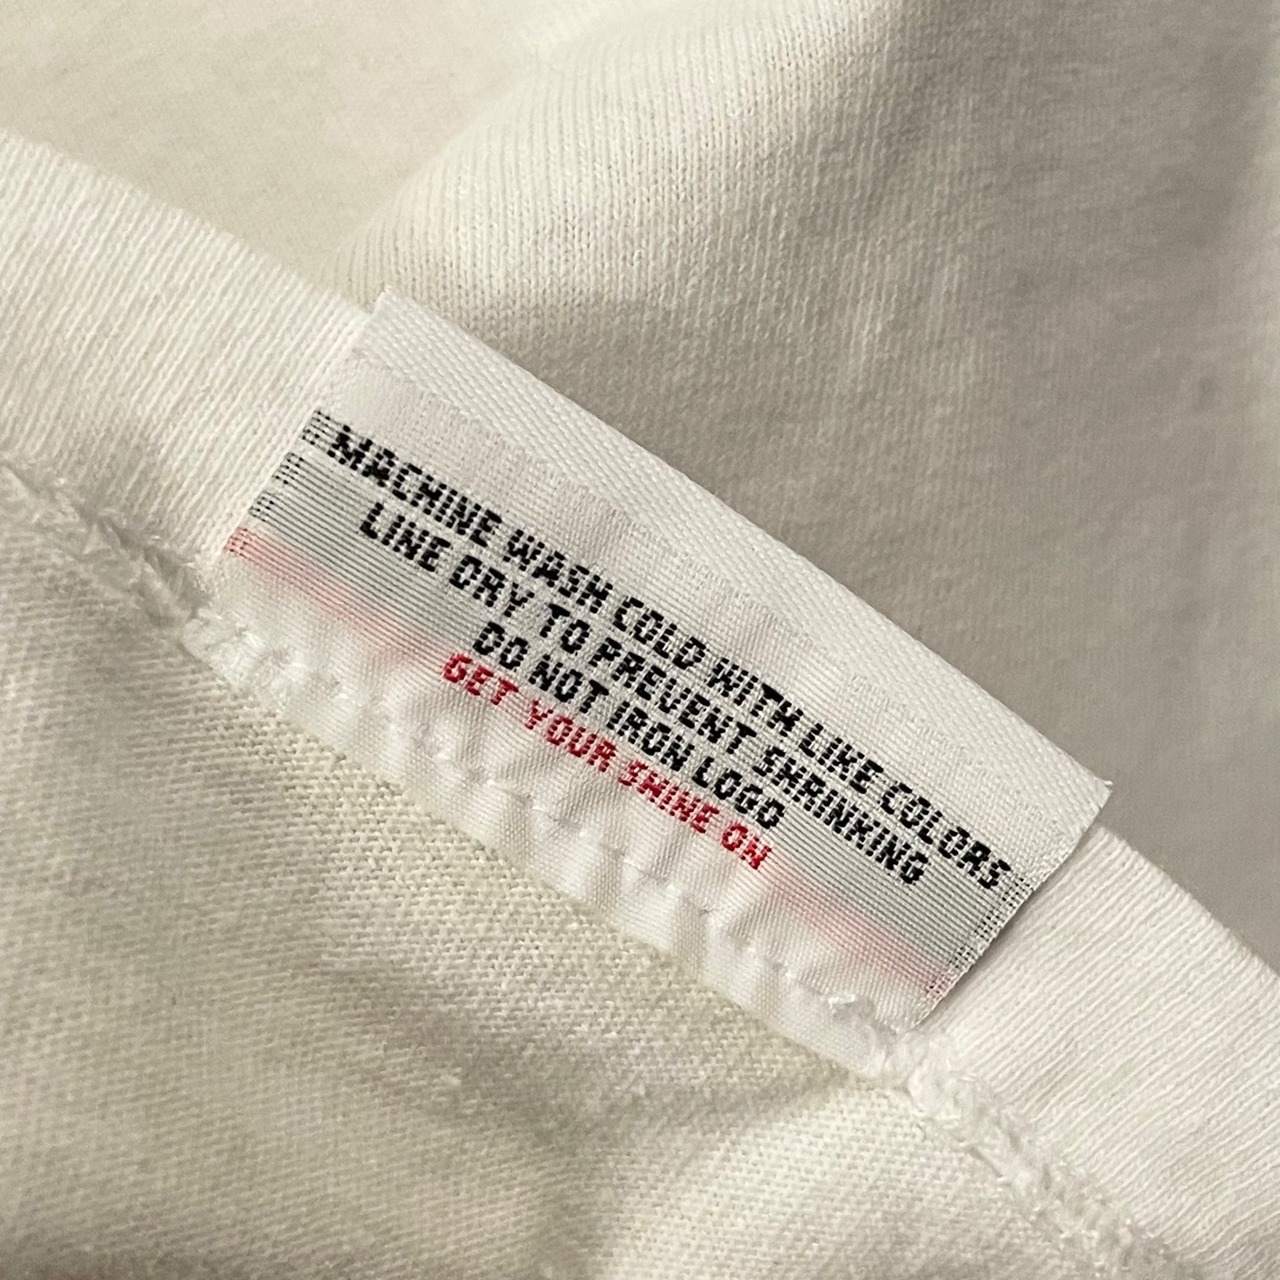 MACHINE WASH COLD WITH LIKE COLORS
LINE DRY TO PREVENT SHRINKING
DO NOT IRON LOGO
GET YOUR SHINE ON